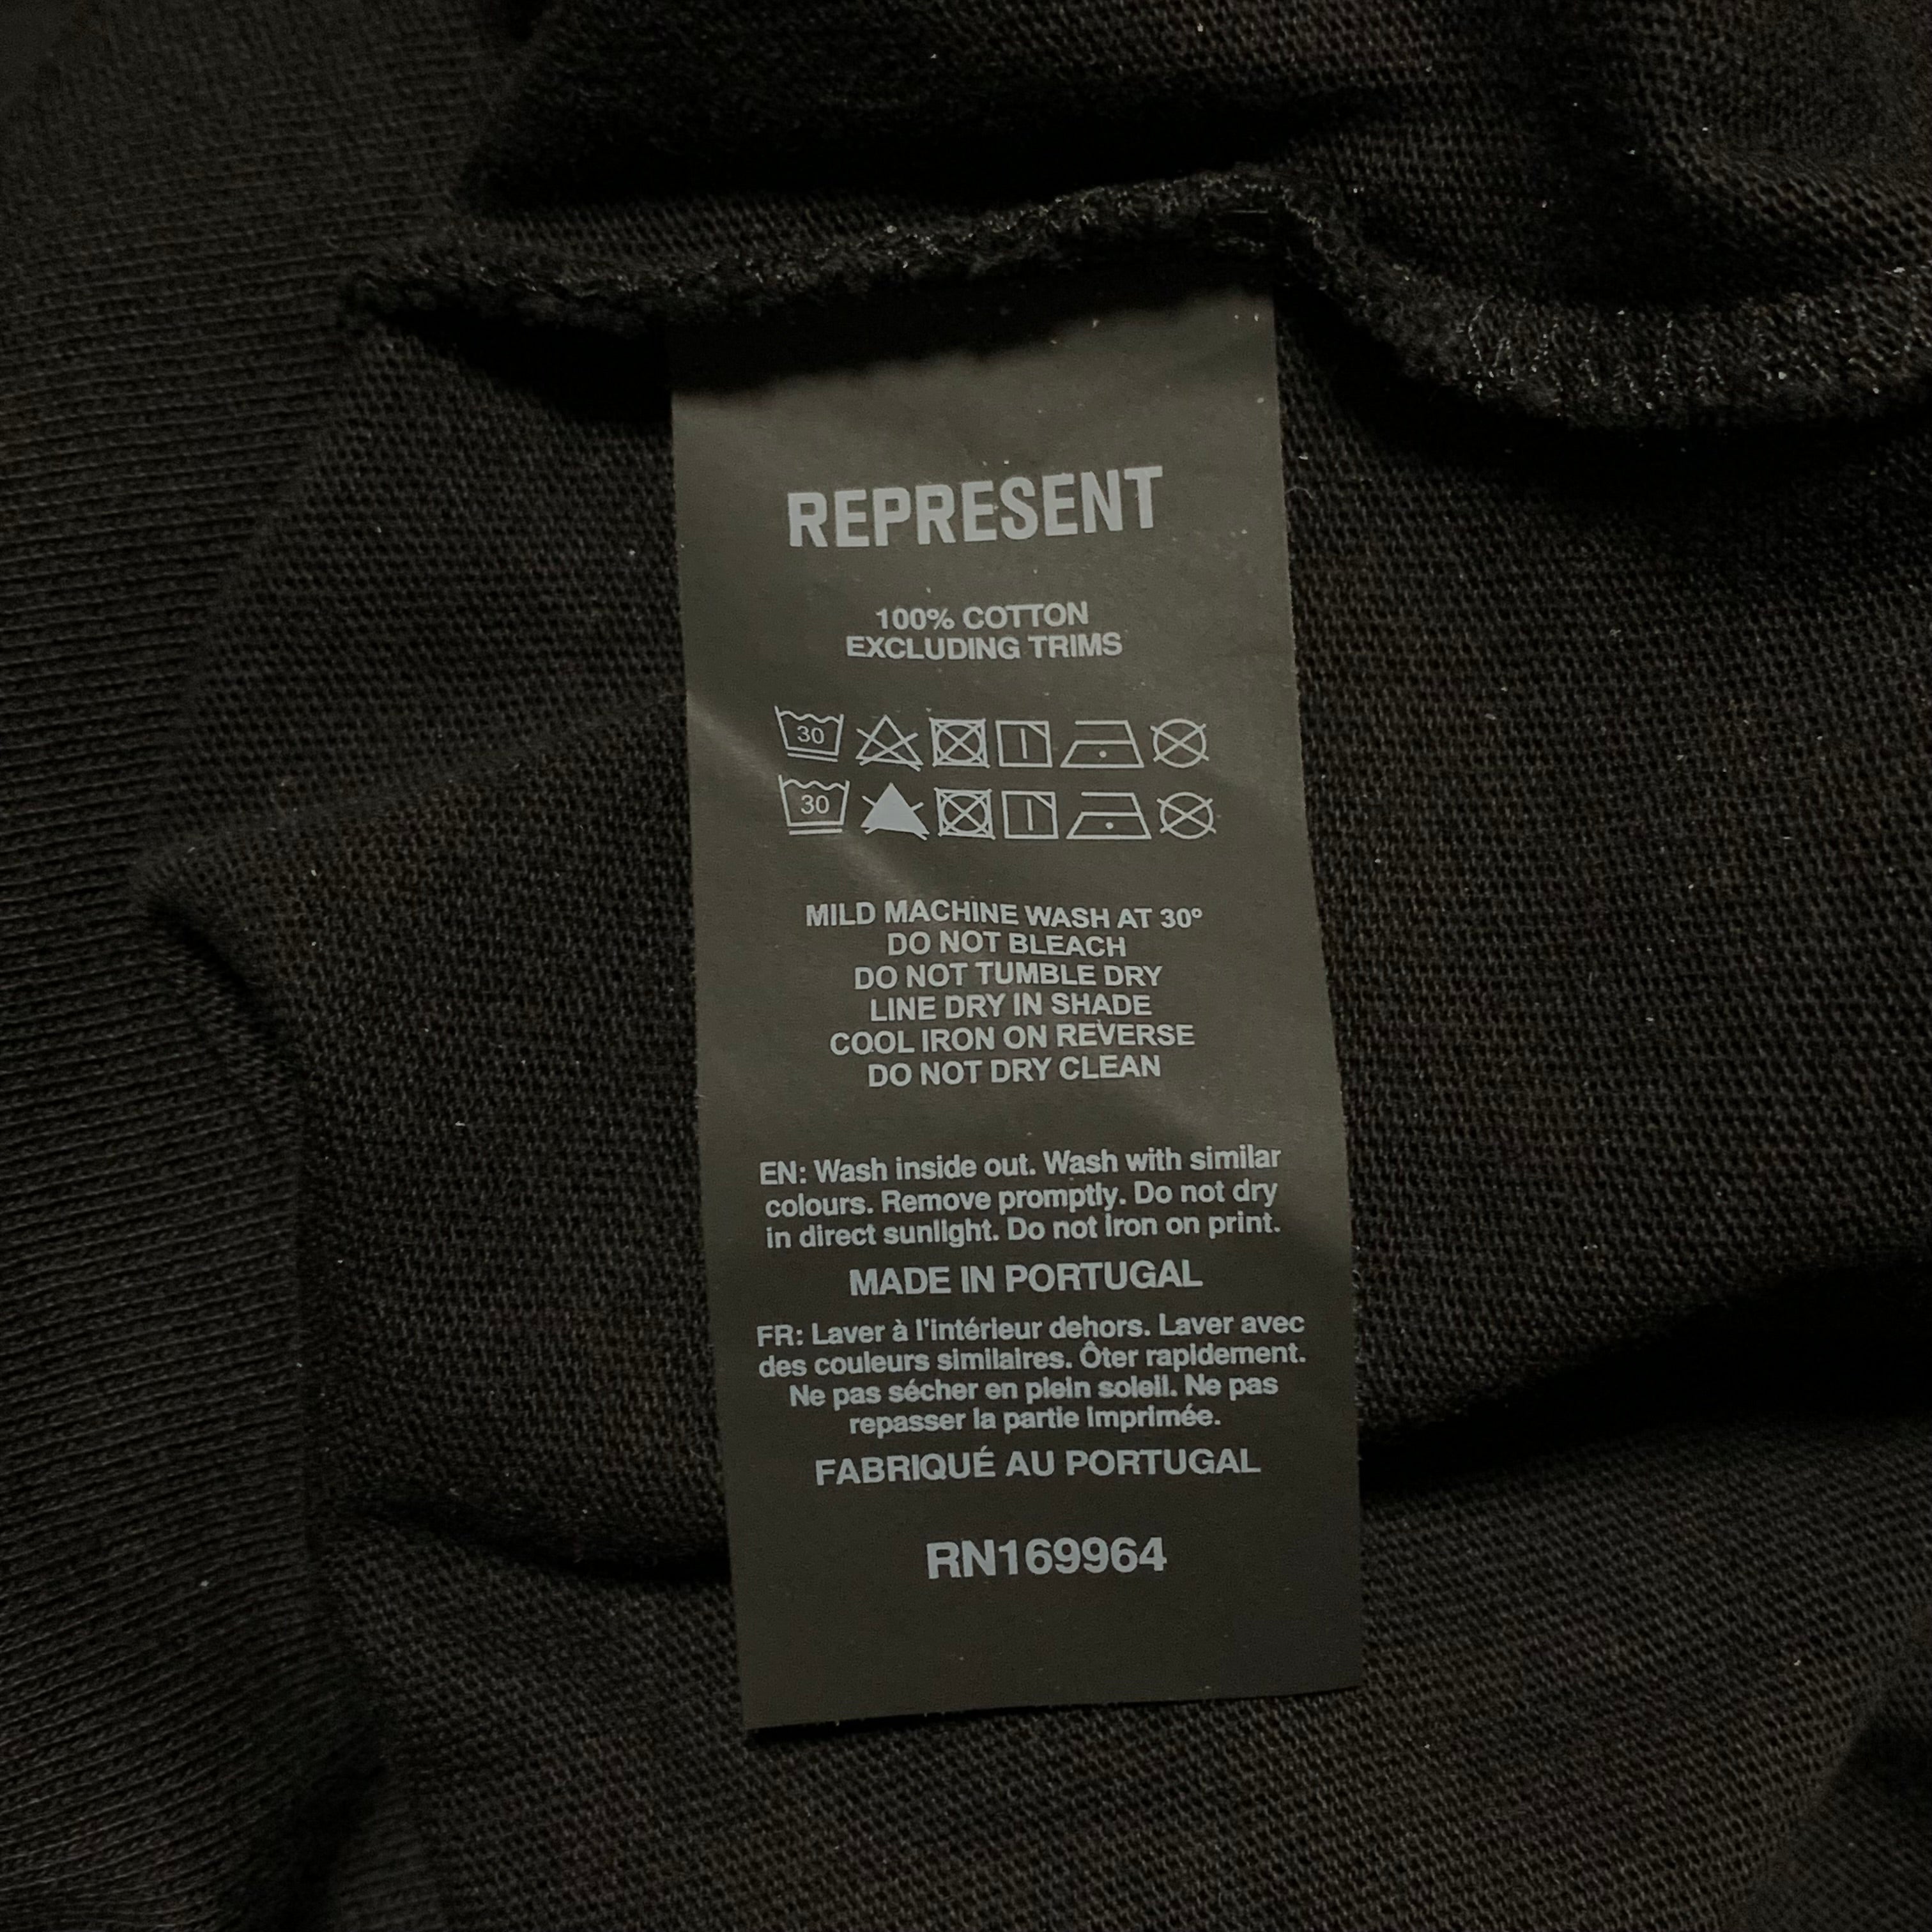 REPRESENT
100% COTTON
EXCLUDING TRIMS
30
30
MILD MACHINE WASH AT 30°
DO NOT BLEACH
DO NOT TUMBLE DRY
LINE DRY IN SHADE
COOL IRON ON REVERSE
DO NOT DRY CLEAN
EN: Wash inside out. Wash with similar
colours. Remove promptly. Do not dry
in direct sunlight. Do not iron on print.
MADE IN PORTUGAL
FR: Laver à l'intérieur dehors. Laver avec
des couleurs similaires. Ôter rapidement.
Ne pas sécher en plein soleil. Ne pas
repasser la partie imprimée.
FABRIQUÉ AU PORTUGAL
RN169964